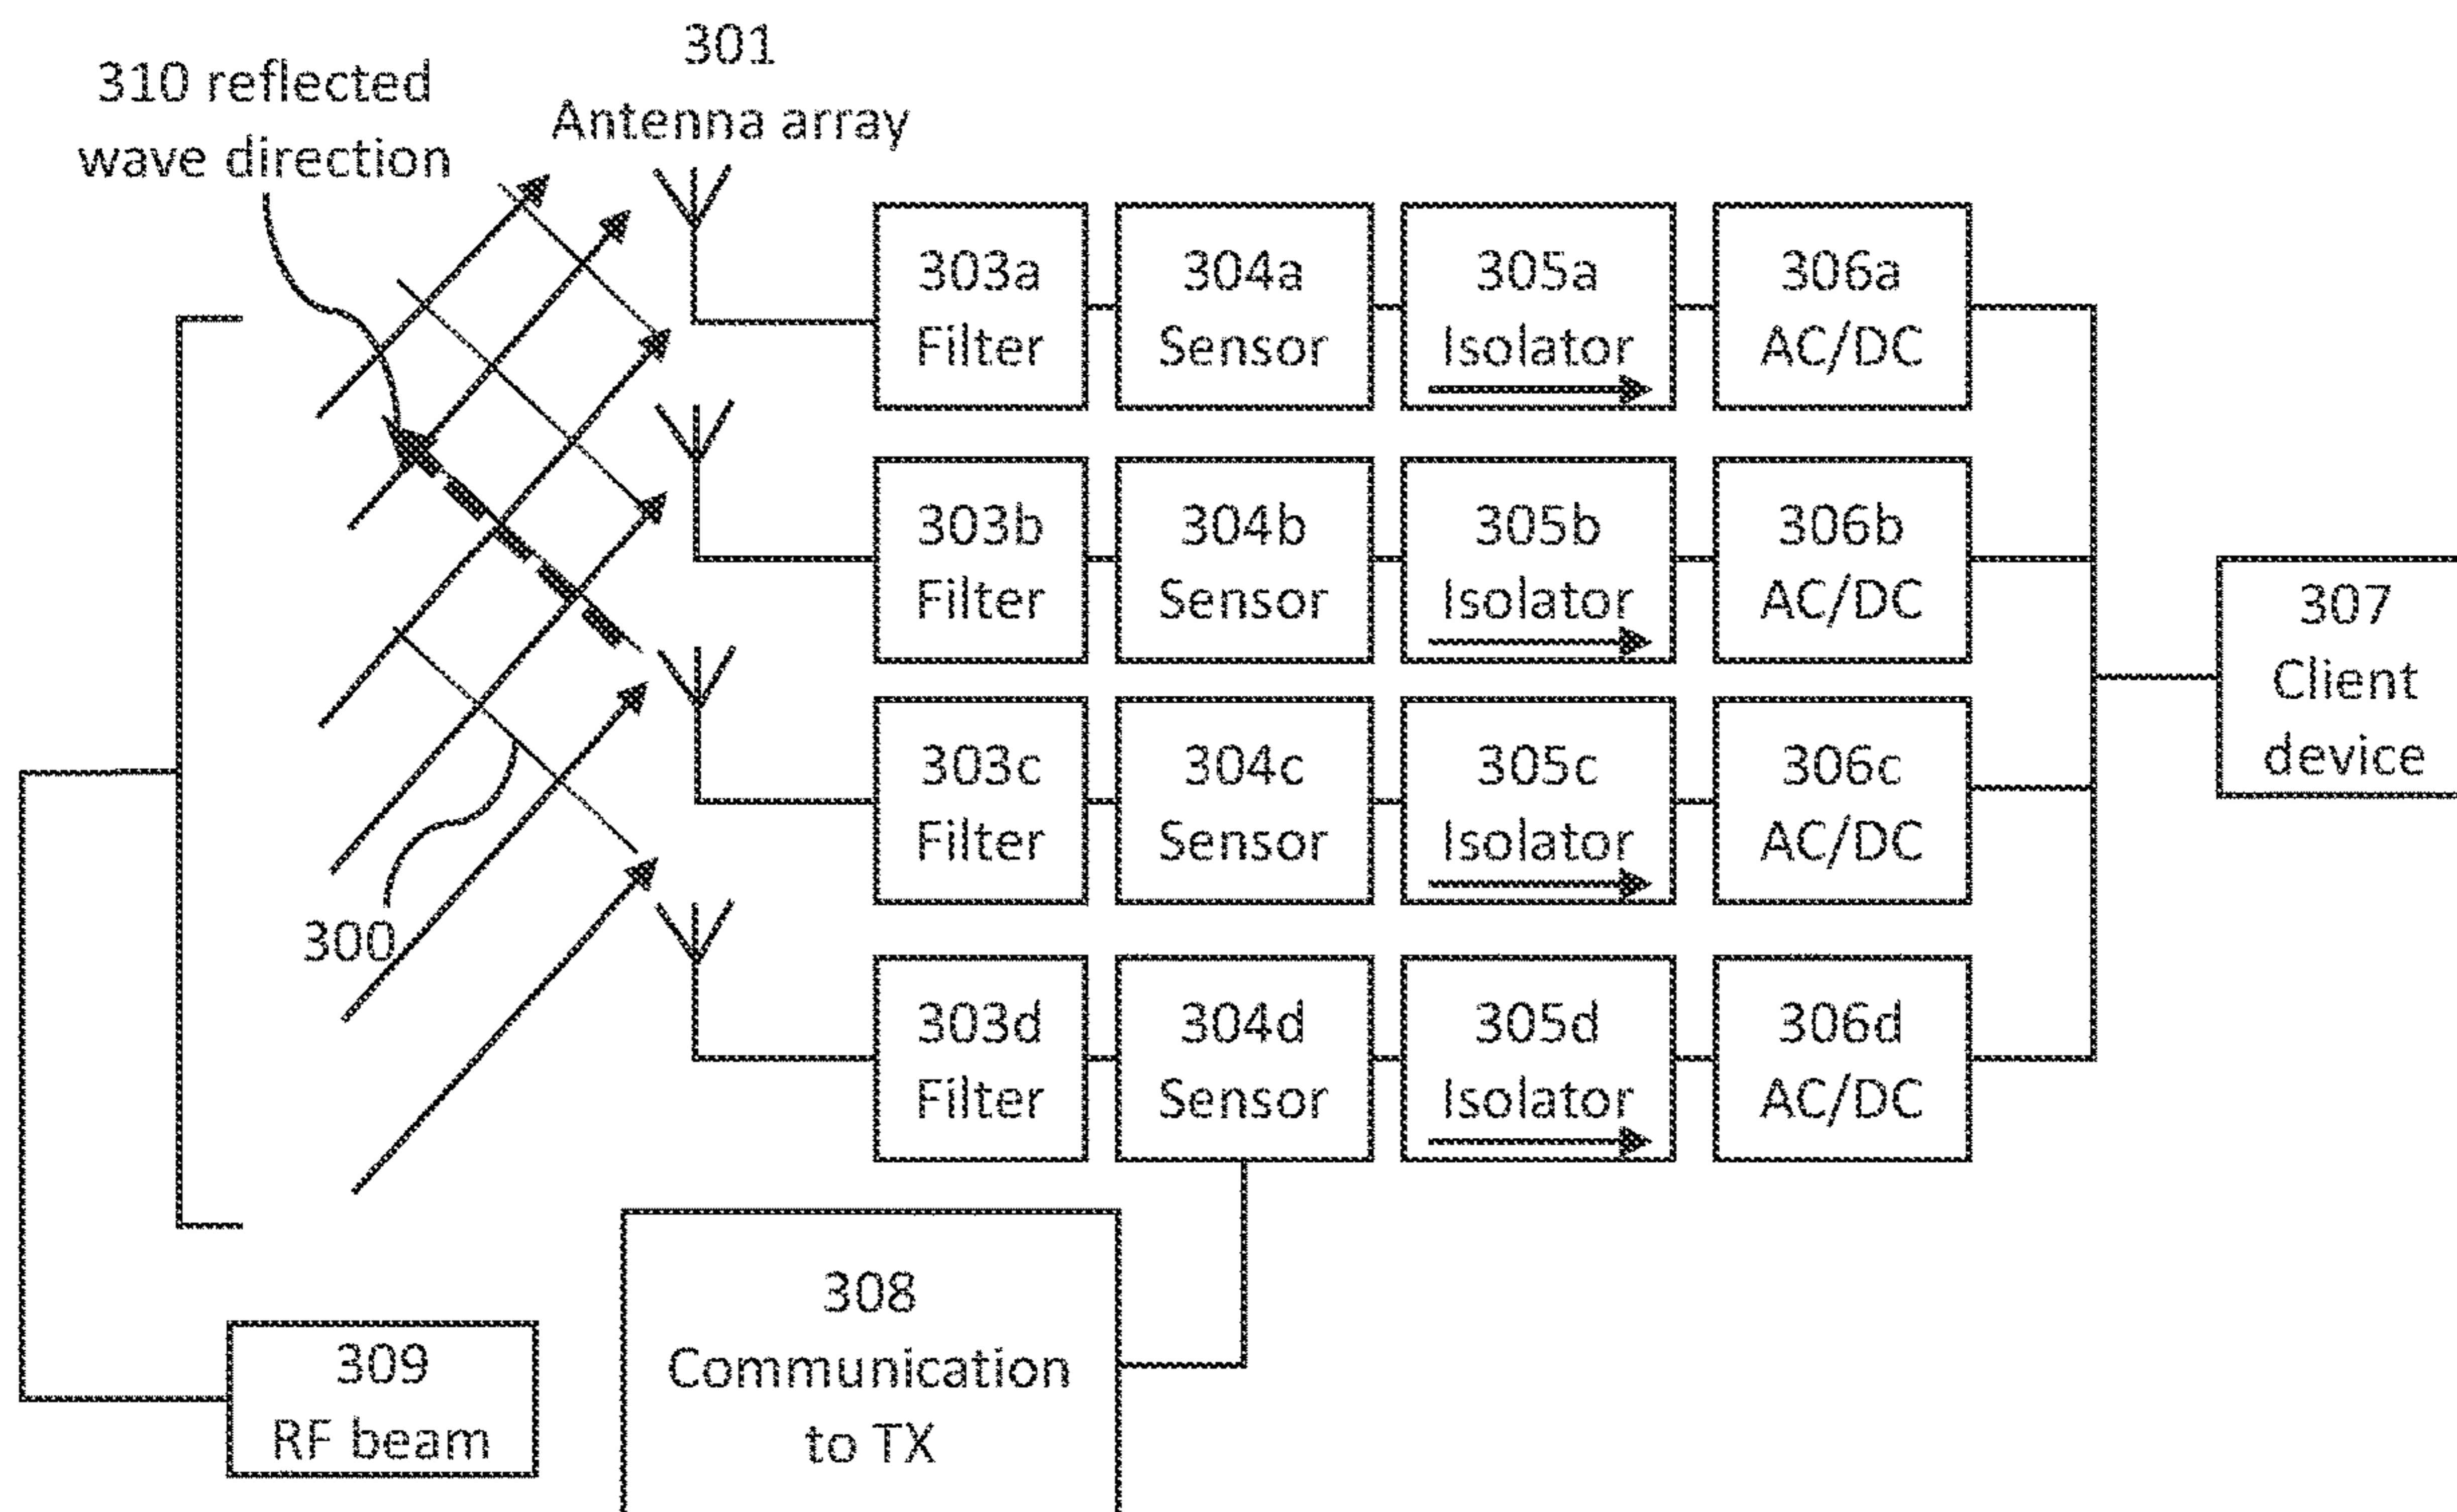 301
Antenna array
310 reflected
wave direction
303a
Filter
304a
Sensor
305a
Isolator
306a
AC/DC
303b
Filter
304b
Sensor
305b
Isolator
306b
AC/DC
307
Client
device
303c
Filter
304c
Sensor
305c
Isolator
306c
AC/DC
300
303d
Filter
304d
Sensor
305d
Isolator
306d
AC/DC
309
RF beam
308
Communication
to TX